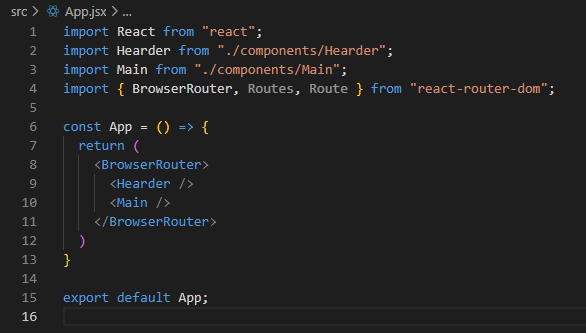 src > App.jsx > ...
1 import React from "react";
2 import Hearder from "./components/Hearder";
3 import Main from "./components/Main";
4 import { BrowserRouter, Routes, Route } from "react-router-dom";
5
6 const App = () => {
7   return (
8     <BrowserRouter>
9       <Hearder />
10       <Main />
11     </BrowserRouter>
12   )
13 }
14
15 export default App;
16